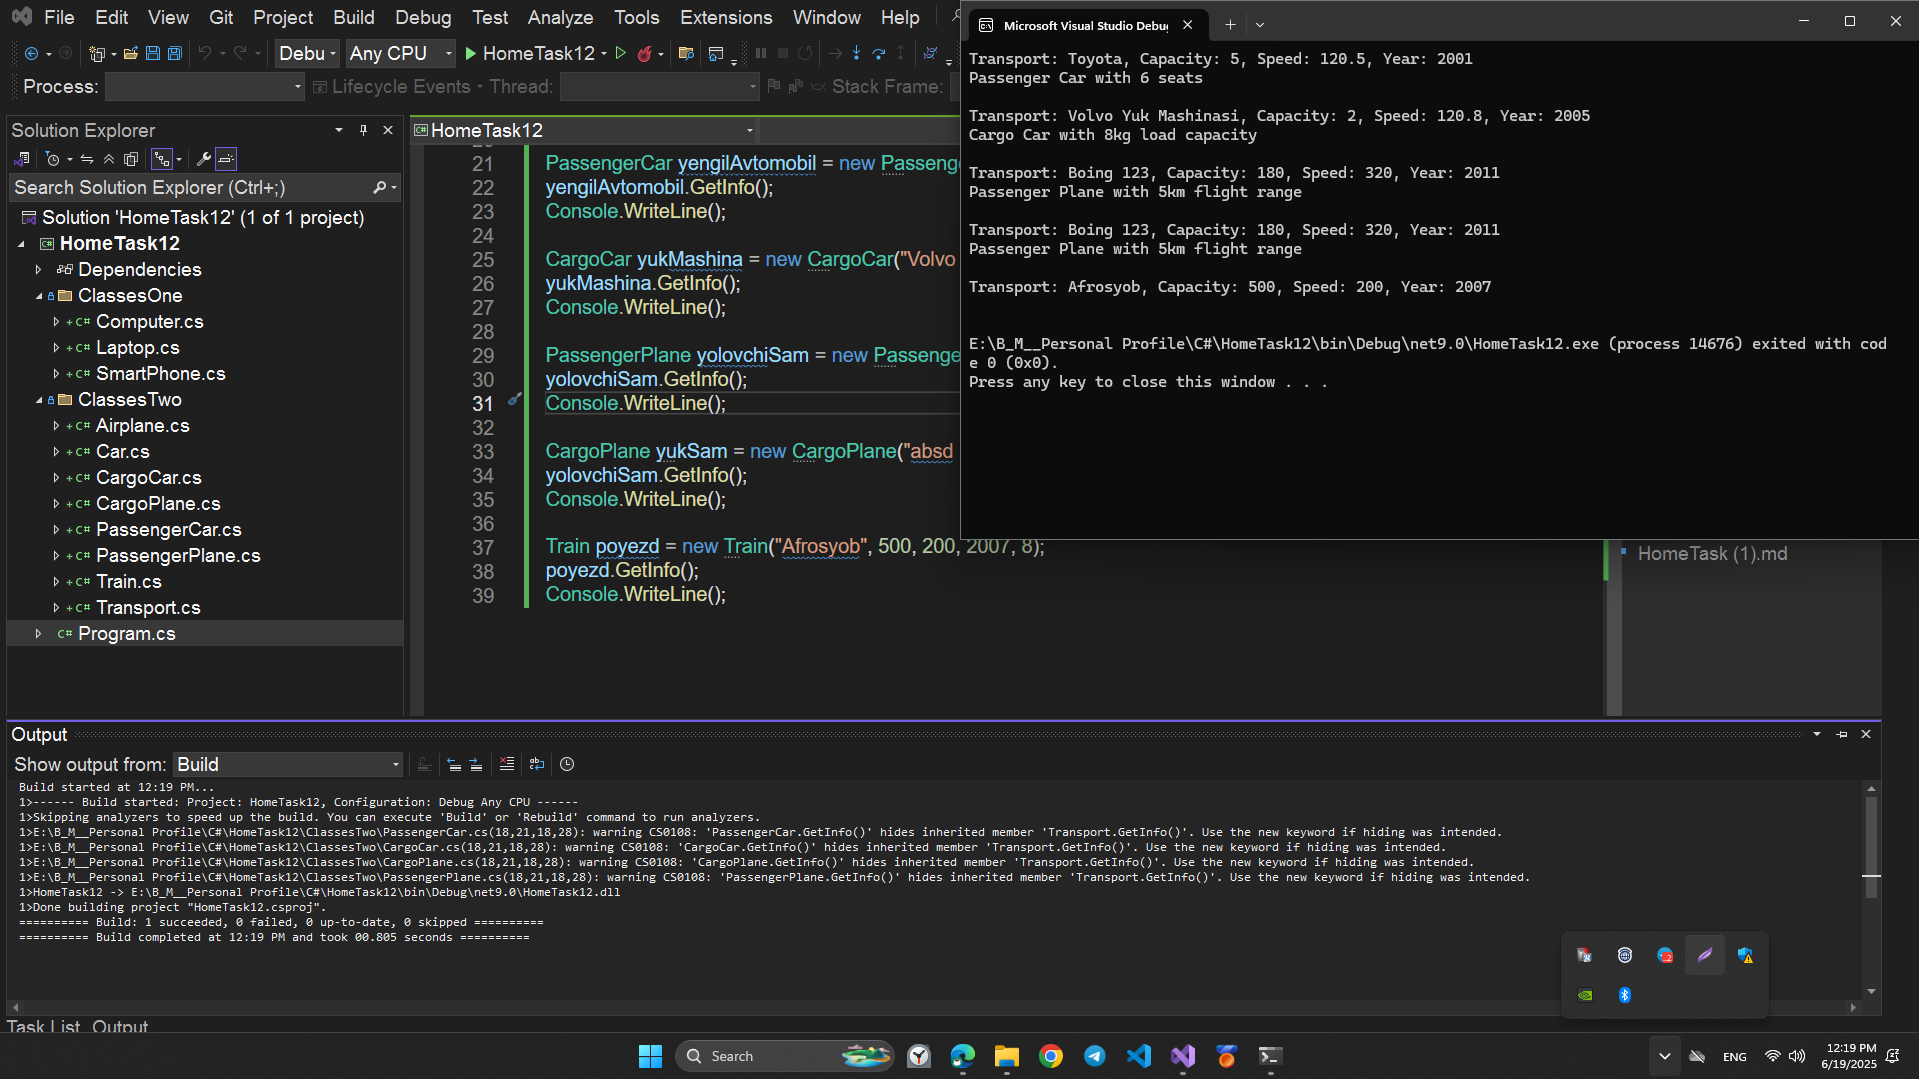 File Edit View Git Project Build Debug Test Analyze Tools Extensions Window Help
Debu Any CPU HomeTask12
Process: Lifecycle Events Thread: Stack Frame:
Solution Explorer
Search Solution Explorer (Ctrl+;)
Solution 'HomeTask12' (1 of 1 project)
HomeTask12
Dependencies
ClassesOne
Computer.cs
Laptop.cs
SmartPhone.cs
ClassesTwo
Airplane.cs
Car.cs
CargoCar.cs
CargoPlane.cs
PassengerCar.cs
PassengerPlane.cs
Train.cs
Transport.cs
Program.cs
HomeTask12
21 PassengerCar yengilAvtomobil = new Passenge
22 yengilAvtomobil.GetInfo();
23 Console.WriteLine();
24
25 CargoCar yukMashina = new CargoCar("Volvo
26 yukMashina.GetInfo();
27 Console.WriteLine();
28
29 PassengerPlane yolovchiSam = new Passenge
30 yolovchiSam.GetInfo();
31 Console.WriteLine();
32
33 CargoPlane yukSam = new CargoPlane("absd
34 yolovchiSam.GetInfo();
35 Console.WriteLine();
36
37 Train poyezd = new Train("Afrosyob", 500, 200, 2007, 8);
38 poyezd.GetInfo();
39 Console.WriteLine();
Microsoft Visual Studio Debu
Transport: Toyota, Capacity: 5, Speed: 120.5, Year: 2001
Passenger Car with 6 seats
Transport: Volvo Yuk Mashinasi, Capacity: 2, Speed: 120.8, Year: 2005
Cargo Car with 8kg load capacity
Transport: Boing 123, Capacity: 180, Speed: 320, Year: 2011
Passenger Plane with 5km flight range
Transport: Boing 123, Capacity: 180, Speed: 320, Year: 2011
Passenger Plane with 5km flight range
Transport: Afrosyob, Capacity: 500, Speed: 200, Year: 2007
E:\B_M__Personal Profile\C#\HomeTask12\bin\Debug\net9.0\HomeTask12.exe (process 14676) exited with cod
e 0 (0x0).
Press any key to close this window . . .
HomeTask (1).md
Output
Show output from: Build
Build started at 12:19 PM...
1>------ Build started: Project: HomeTask12, Configuration: Debug Any CPU ------
1>Skipping analyzers to speed up the build. You can execute 'Build' or 'Rebuild' command to run analyzers.
1>E:\B_M__Personal Profile\C#\HomeTask12\ClassesTwo\PassengerCar.cs(18,21,18,28): warning CS0108: 'PassengerCar.GetInfo()' hides inherited member 'Transport.GetInfo()'. Use the new keyword if hiding was intended.
1>E:\B_M__Personal Profile\C#\HomeTask12\ClassesTwo\CargoCar.cs(18,21,18,28): warning CS0108: 'CargoCar.GetInfo()' hides inherited member 'Transport.GetInfo()'. Use the new keyword if hiding was intended.
1>E:\B_M__Personal Profile\C#\HomeTask12\ClassesTwo\CargoPlane.cs(18,21,18,28): warning CS0108: 'CargoPlane.GetInfo()' hides inherited member 'Transport.GetInfo()'. Use the new keyword if hiding was intended.
1>E:\B_M__Personal Profile\C#\HomeTask12\ClassesTwo\PassengerPlane.cs(18,21,18,28): warning CS0108: 'PassengerPlane.GetInfo()' hides inherited member 'Transport.GetInfo()'. Use the new keyword if hiding was intended.
1>HomeTask12 -> E:\B_M__Personal Profile\C#\HomeTask12\bin\Debug\net9.0\HomeTask12.dll
1>Done building project "HomeTask12.csproj".
========== Build: 1 succeeded, 0 failed, 0 up-to-date, 0 skipped ==========
========== Build completed at 12:19 PM and took 00.805 seconds ==========
Task List Output
Search
ENG
12:19 PM
6/19/2025